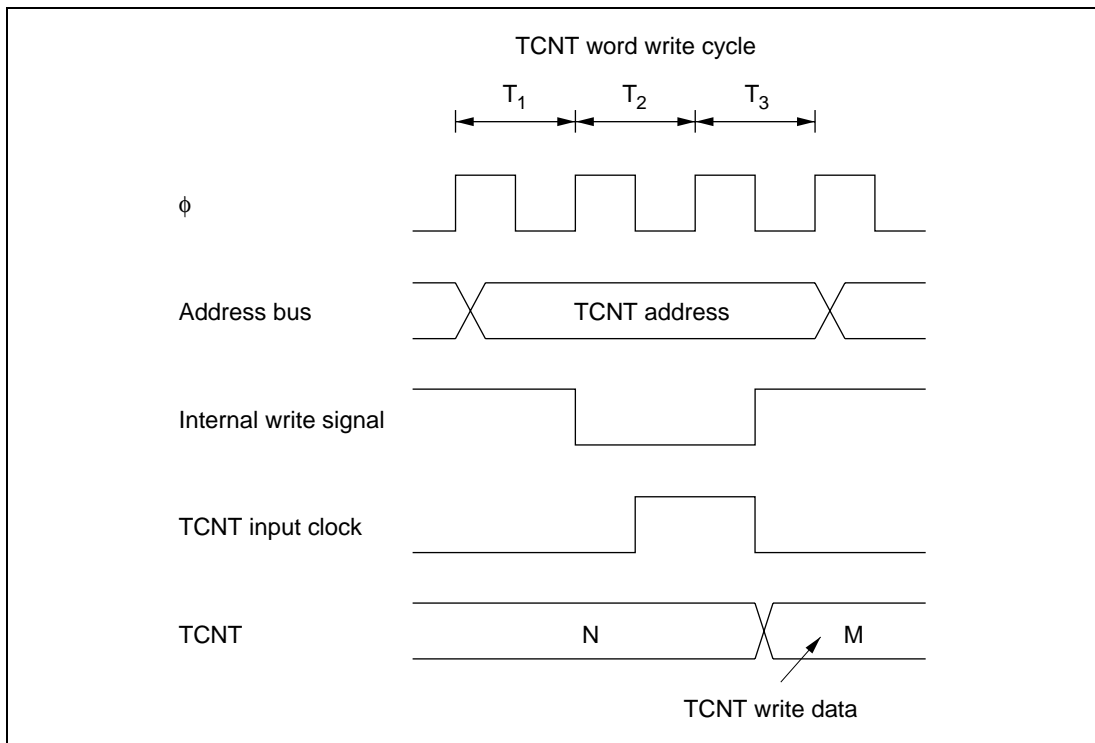 TCNT word write cycle
T1 T2 T3
ϕ
Address bus TCNT address
Internal write signal
TCNT input clock
TCNT N M
TCNT write data